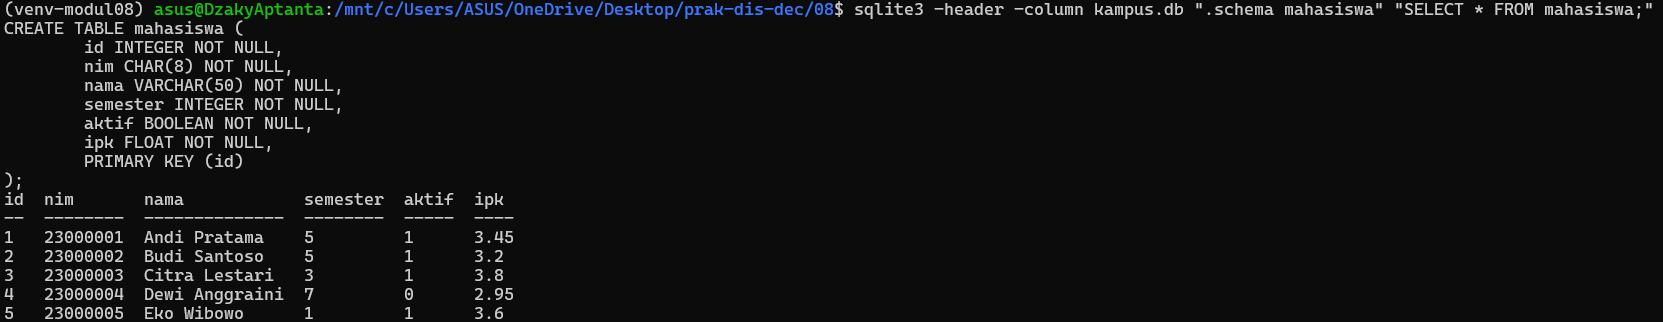 (venv-modul08) asus@DzakyAptanta:/mnt/c/Users/ASUS/OneDrive/Desktop/prak-dis-dec/08$ sqlite3 -header -column kampus.db ".schema mahasiswa" "SELECT * FROM mahasiswa;"
CREATE TABLE mahasiswa (
        id INTEGER NOT NULL,
        nim CHAR(8) NOT NULL,
        nama VARCHAR(50) NOT NULL,
        semester INTEGER NOT NULL,
        aktif BOOLEAN NOT NULL,
        ipk FLOAT NOT NULL,
        PRIMARY KEY (id)
);
id  nim       nama            semester  aktif  ipk
--  --------  --------------  --------  -----  ----
1   23000001  Andi Pratama    5         1      3.45
2   23000002  Budi Santoso    5         1      3.2
3   23000003  Citra Lestari   3         1      3.8
4   23000004  Dewi Anggraini  7         0      2.95
5   23000005  Eko Wibowo      1         1      3.6